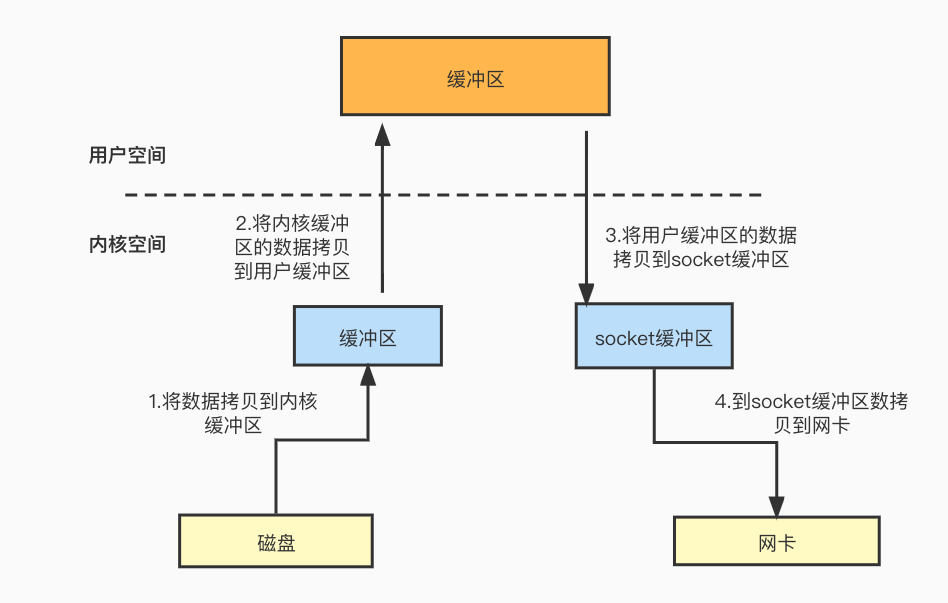 缓冲区
用户空间
内核空间
2.将内核缓冲
区的数据拷贝
到用户缓冲区
3.将用户缓冲区的数据
拷贝到socket缓冲区
缓冲区
socket缓冲区
1.将数据拷贝到内核
缓冲区
4.到socket缓冲区数拷
贝到网卡
磁盘
网卡